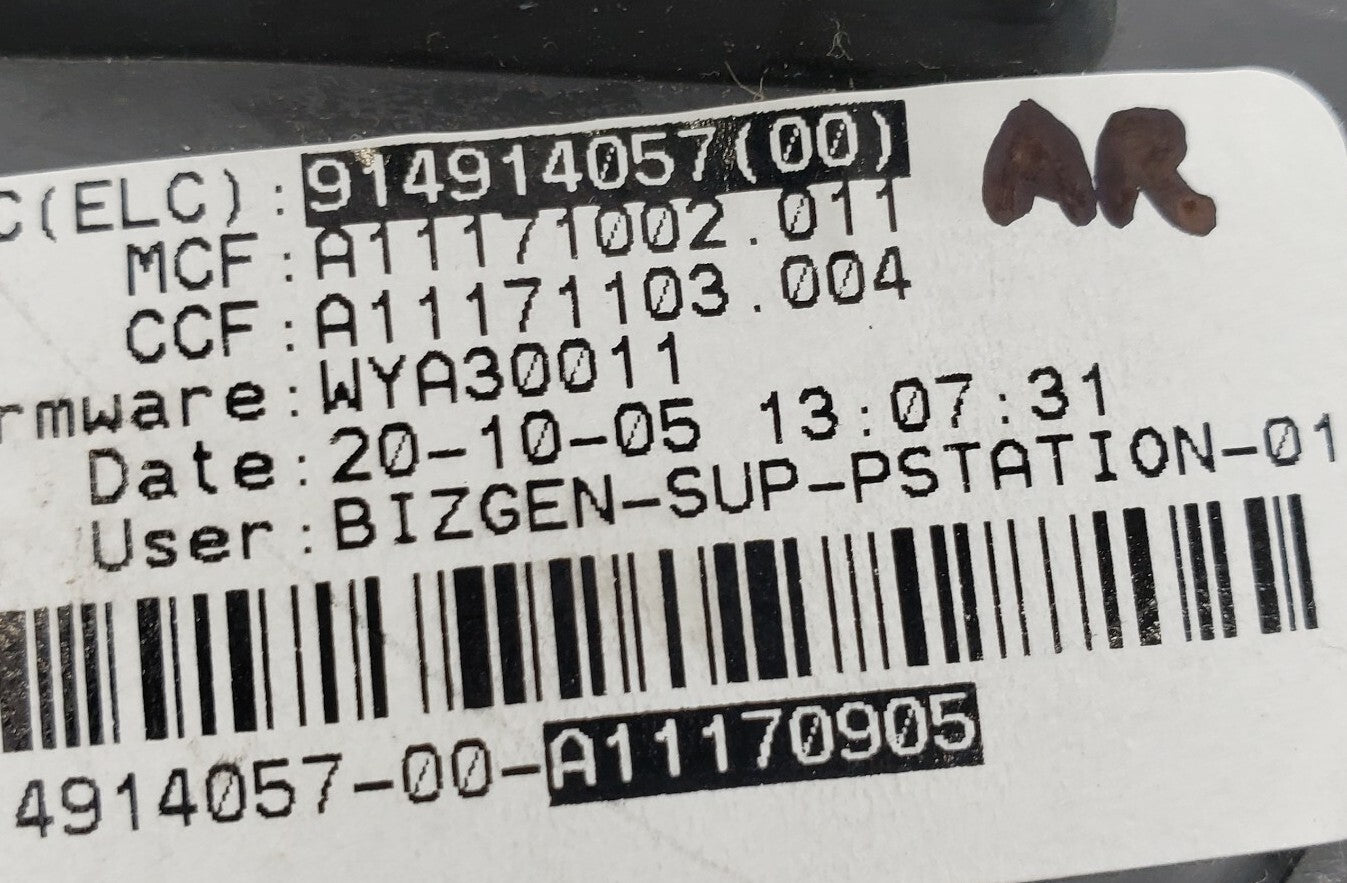 C(ELC):914914057(00) AR
MCF:A11171002.011
CCF:A11171103.004
rmware:WYA30011
Date:20-10-05 13:07:31
User:BIZGEN-SUP-PSTATION-01
4914057-00-A11170905